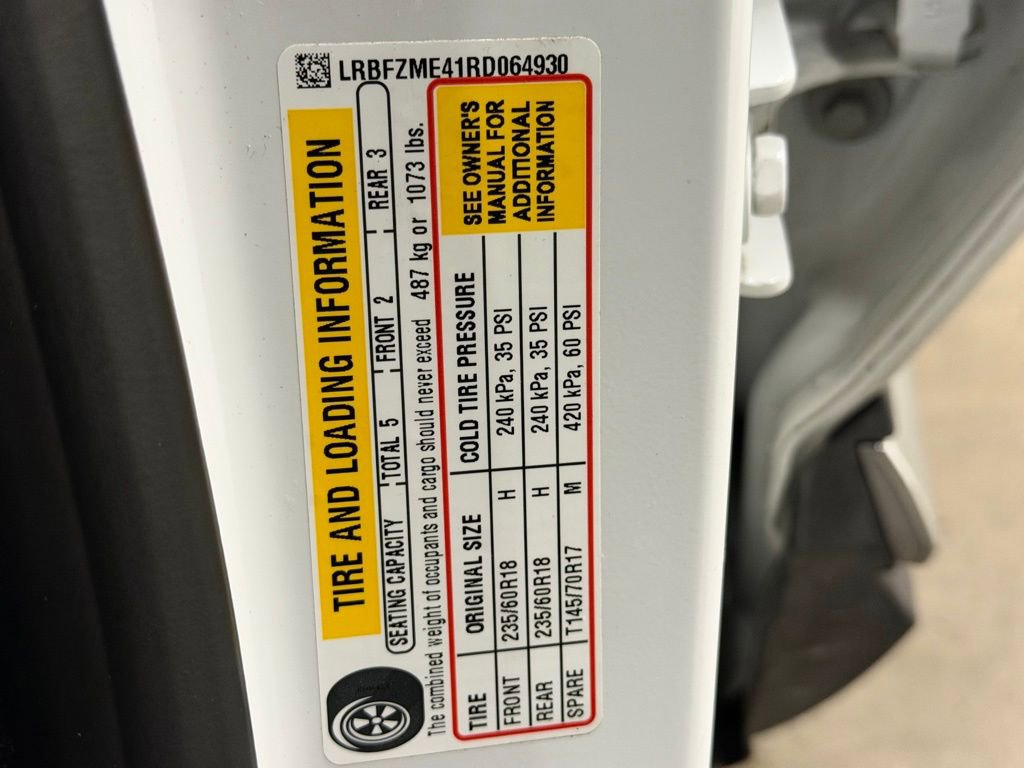 LRBFZME41RD064930
TIRE AND LOADING INFORMATION
SEATING CAPACITY TOTAL 5 FRONT 2 REAR 3
The combined weight of occupants and cargo should never exceed 487 kg or 1073 lbs.
TIRE ORIGINAL SIZE COLD TIRE PRESSURE
FRONT 235/60R18 H 240 kPa, 35 PSI
REAR 235/60R18 H 240 kPa, 35 PSI
SPARE T145/70R17 M 420 kPa, 60 PSI
SEE OWNER'S
MANUAL FOR
ADDITIONAL
INFORMATION